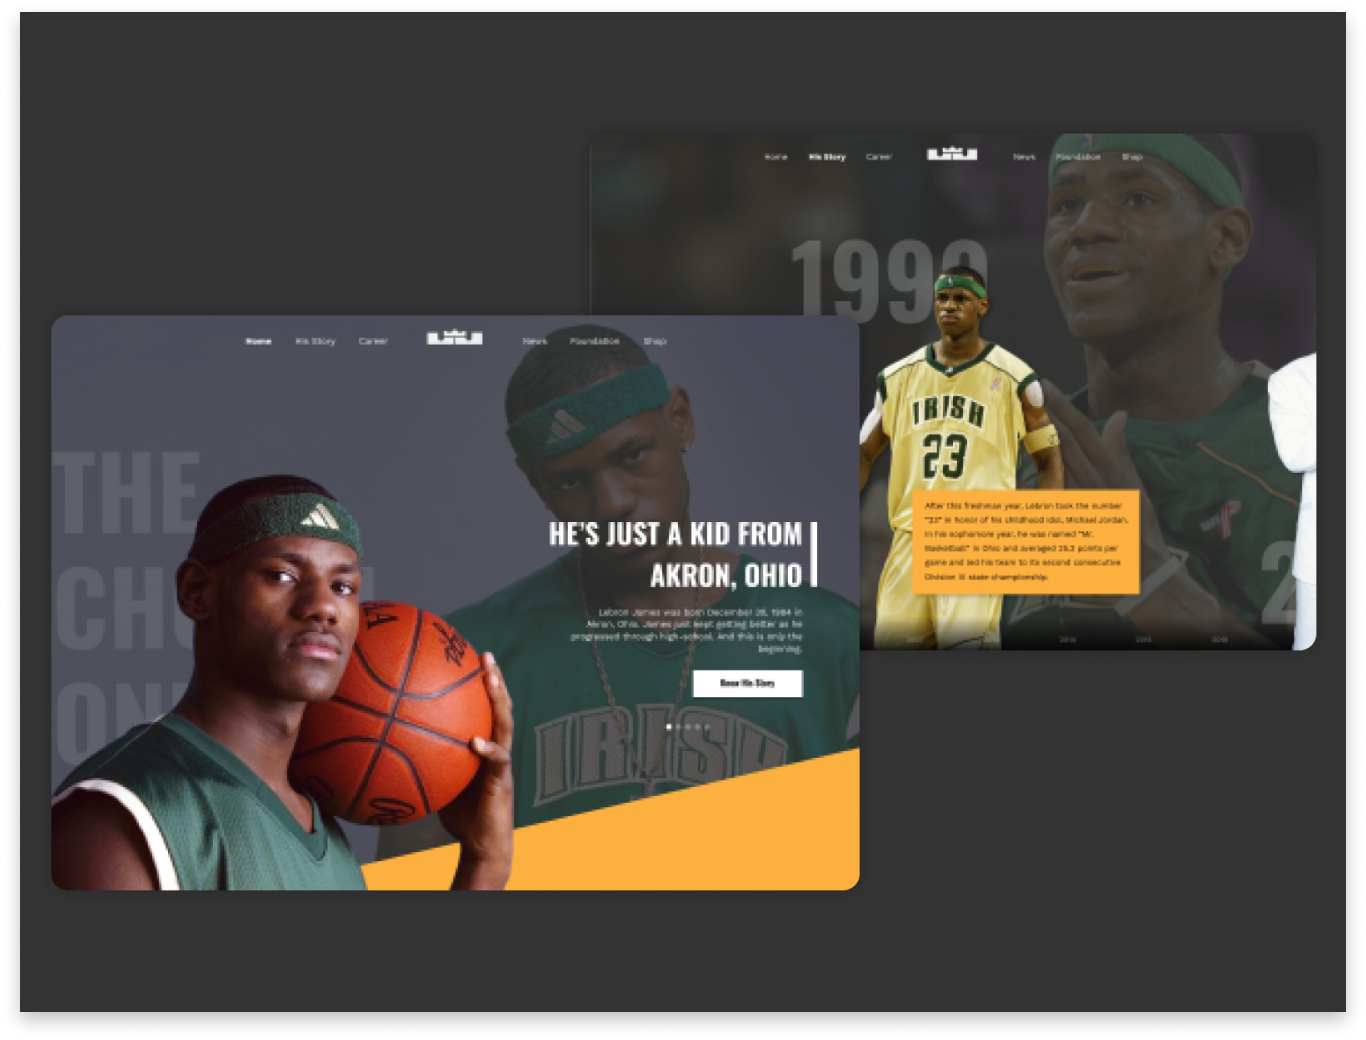 Home His Story Career News Foundation Shop
1999
IRISH
23
After this freshman year, Lebron took the number
"23" in honor of his childhood idol, Michael Jordan.
In his sophomore year, he was named "Mr.
Basketball" in Ohio and averaged 25.2 points per
game and led his team to its second consecutive
Division III state championship.
2
2001 2014 2015 2018
Home His Story Career News Foundation Shop
THE
CH
ON
HE'S JUST A KID FROM
AKRON, OHIO
Lebron James was born December 30, 1984 in
Akron, Ohio. James just kept getting better as he
progressed through high-school. And this is only the
beginning.
Know His Story
IRISH